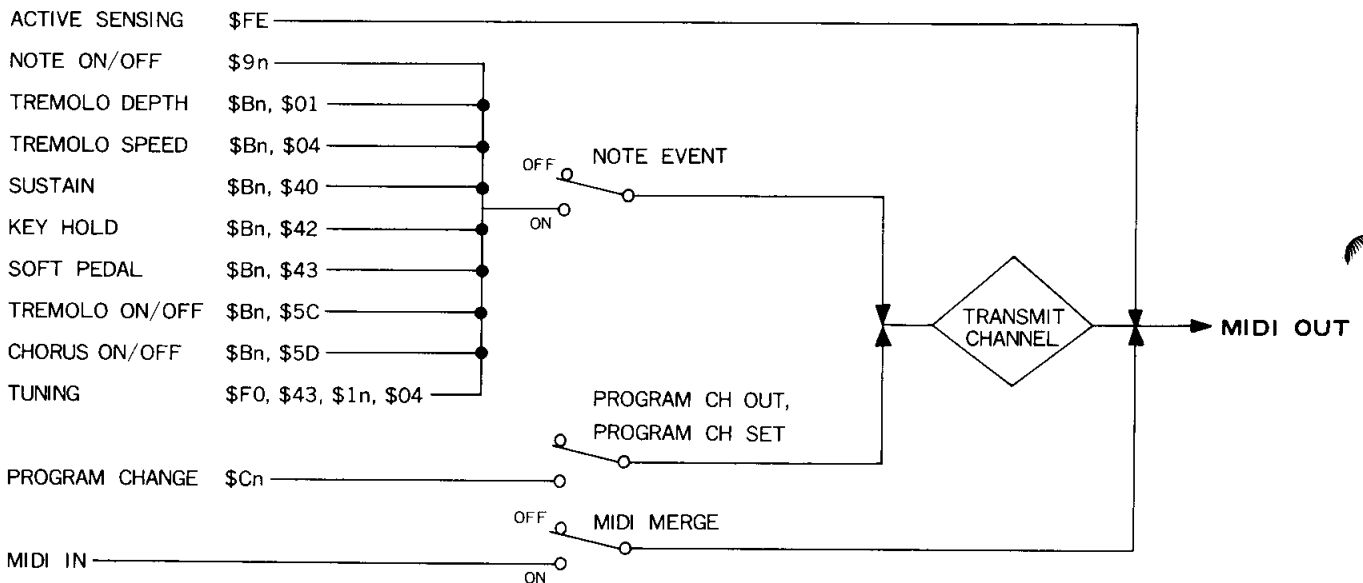 ACTIVE SENSING $FE
NOTE ON/OFF $9n
TREMOLO DEPTH $Bn, $01
TREMOLO SPEED $Bn, $04
SUSTAIN $Bn, $40
KEY HOLD $Bn, $42
SOFT PEDAL $Bn, $43
TREMOLO ON/OFF $Bn, $5C
CHORUS ON/OFF $Bn, $5D
TUNING $F0, $43, $1n, $04
OFF NOTE EVENT
ON
TRANSMIT
CHANNEL
MIDI OUT
PROGRAM CH OUT,
PROGRAM CH SET
PROGRAM CHANGE $Cn
OFF MIDI MERGE
MIDI IN
ON